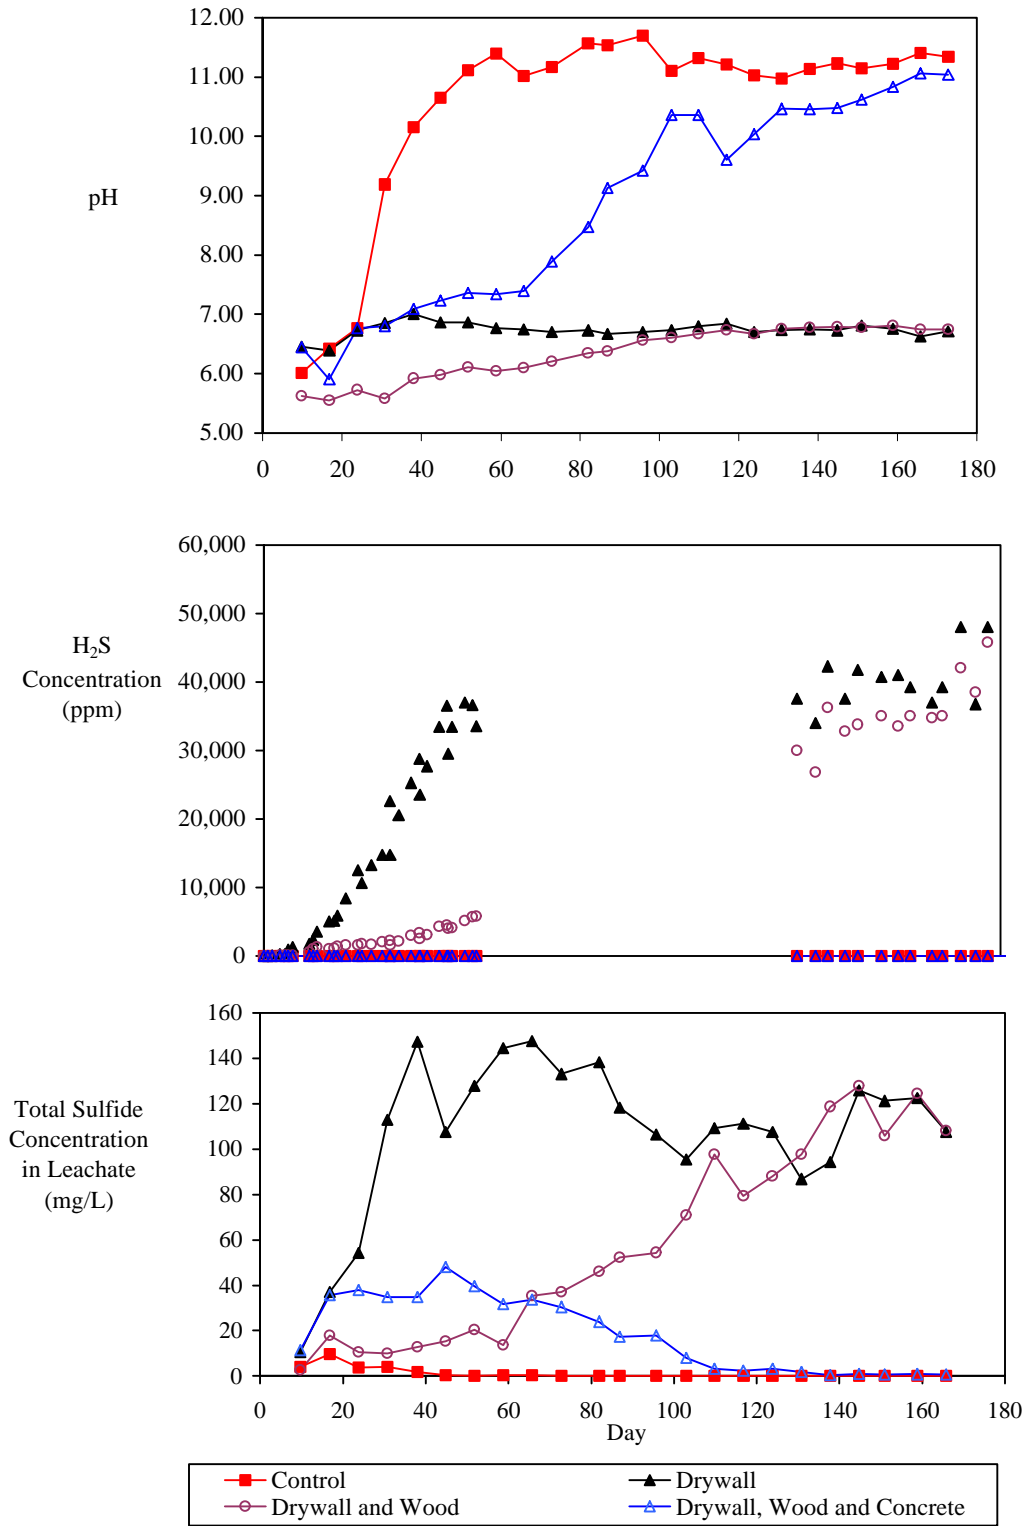 12.00
11.00
10.00
9.00
8.00
7.00
6.00
5.00
pH
0 20 40 60 80 100 120 140 160 180
60,000
50,000
40,000
30,000
20,000
10,000
0
H₂S
Concentration
(ppm)
160
140
120
100
80
60
40
20
0
Total Sulfide
Concentration
in Leachate
(mg/L)
0 20 40 60 80 100 120 140 160 180
Day
Control Drywall
Drywall and Wood Drywall, Wood and Concrete